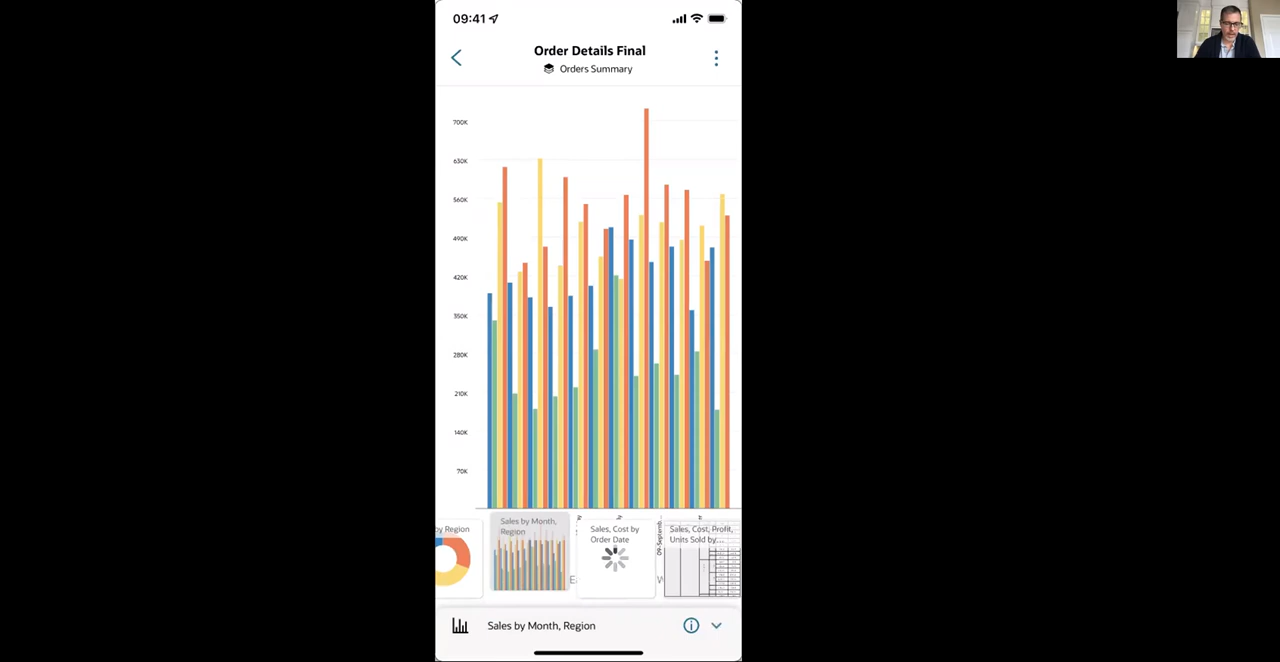 09:41
Order Details Final
Orders Summary
700K
630K
560K
490K
420K
350K
280K
210K
140K
70K
09-Septemb...
by Region
Sales by Month,
Region
Sales, Cost by
Order Date
Sales, Cost, Profit,
Units Sold by...
Sales by Month, Region